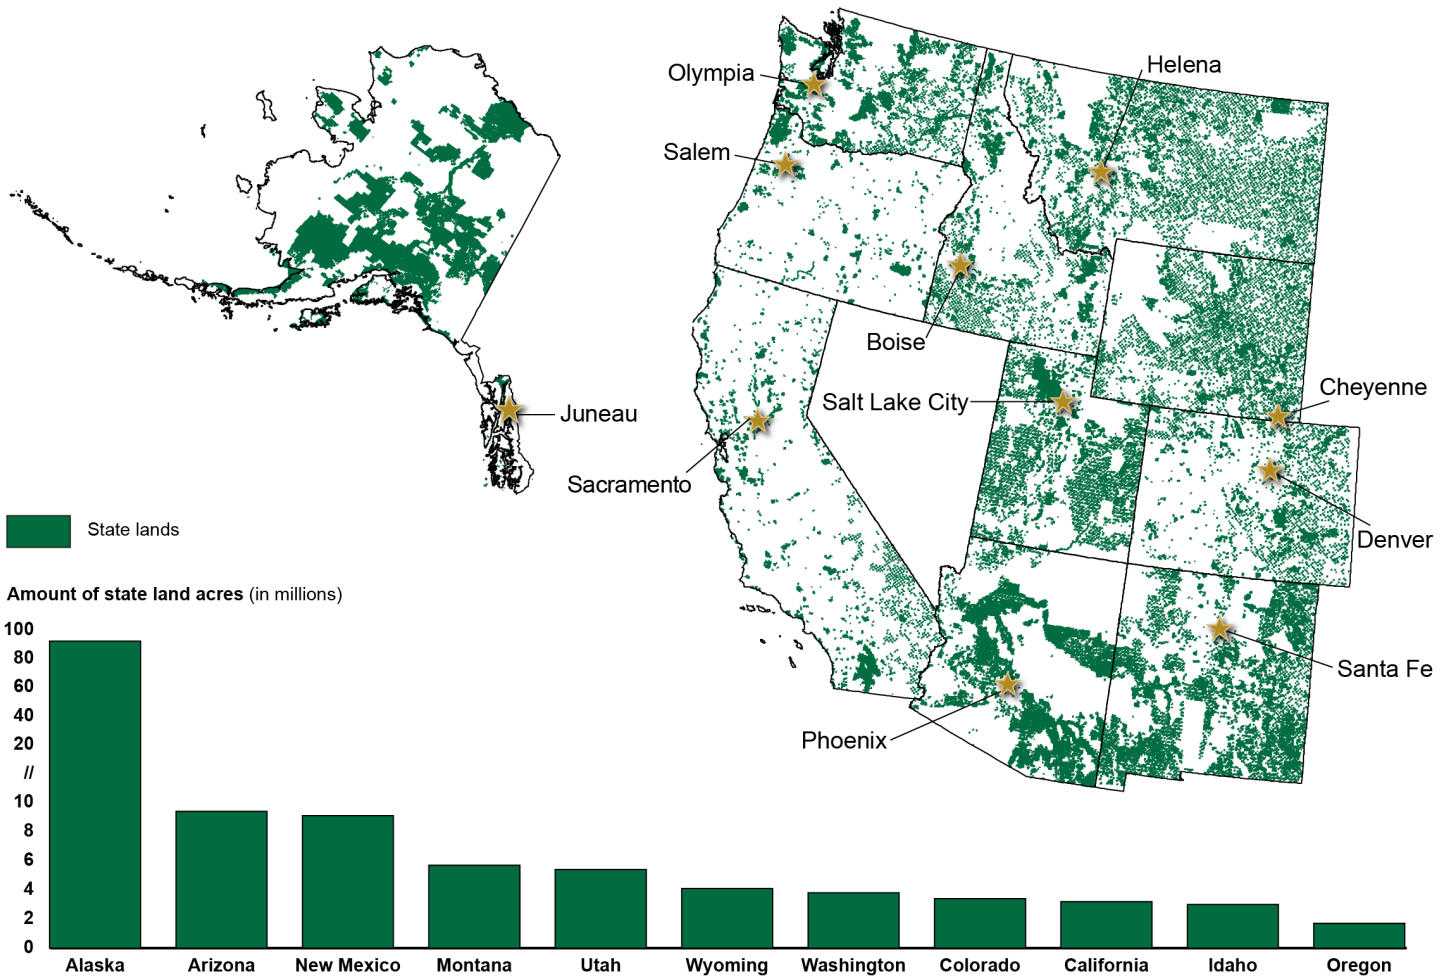 Olympia
Helena
Salem
Boise
Cheyenne
Salt Lake City
Juneau
Sacramento
Denver
State lands
Santa Fe
Phoenix
Amount of state land acres (in millions)
100
80
60
40
20
//
10
8
6
4
2
0
Alaska Arizona New Mexico Montana Utah Wyoming Washington Colorado California Idaho Oregon